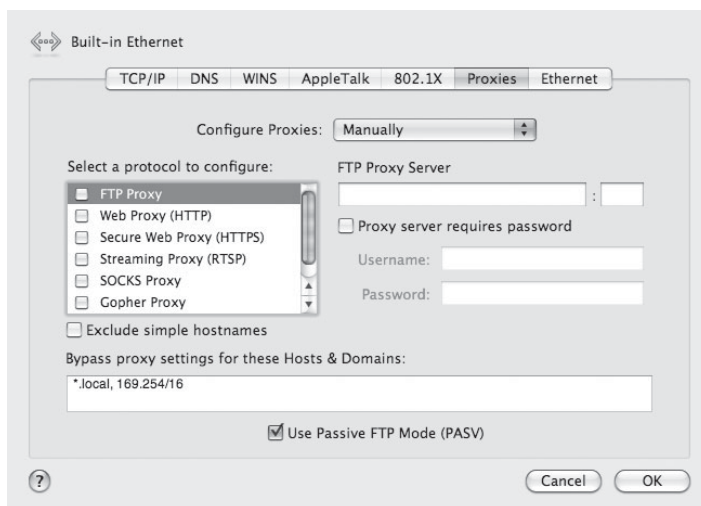 Built-in Ethernet
TCP/IP DNS WINS AppleTalk 802.1X Proxies Ethernet
Configure Proxies: Manually
Select a protocol to configure:
FTP Proxy
Web Proxy (HTTP)
Secure Web Proxy (HTTPS)
Streaming Proxy (RTSP)
SOCKS Proxy
Gopher Proxy
FTP Proxy Server
:
Proxy server requires password
Username:
Password:
Exclude simple hostnames
Bypass proxy settings for these Hosts & Domains:
*.local, 169.254/16
Use Passive FTP Mode (PASV)
?
Cancel OK